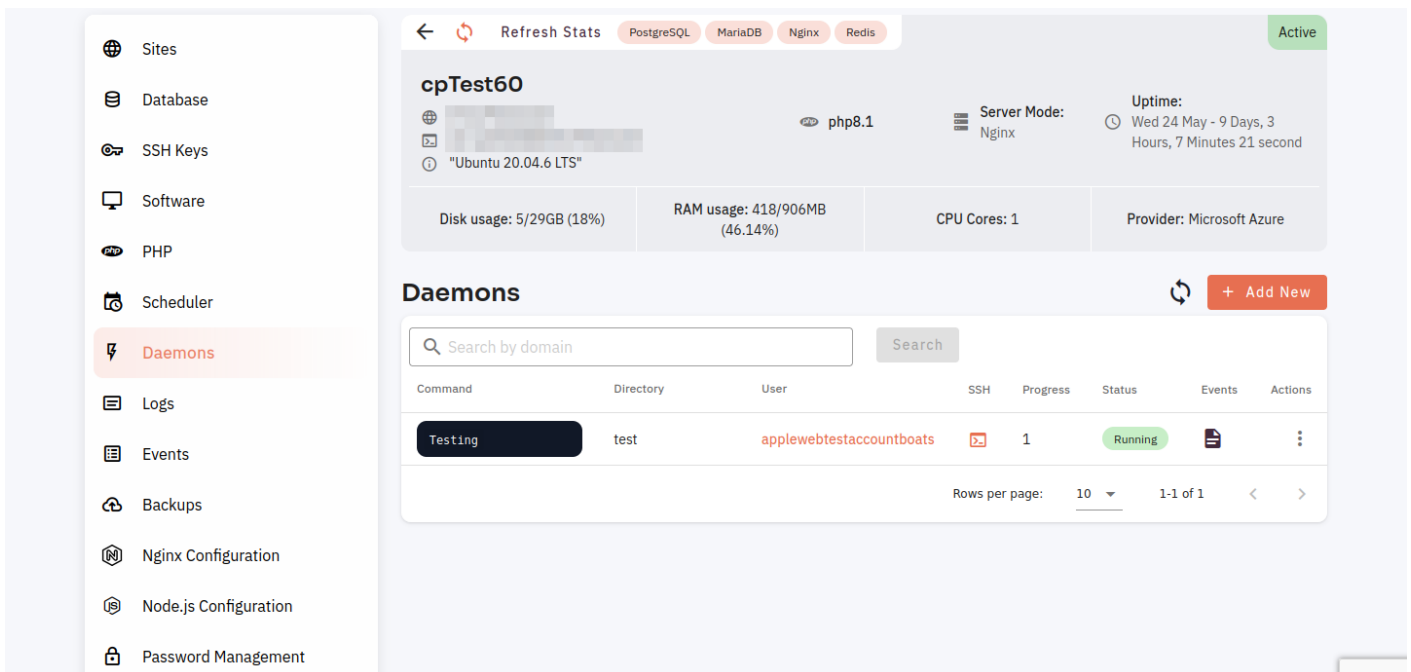 Sites
Database
SSH Keys
Software
PHP
Scheduler
Daemons
Logs
Events
Backups
Nginx Configuration
Node.js Configuration
Password Management
Refresh Stats PostgreSQL MariaDB Nginx Redis
Active
cpTest60
"Ubuntu 20.04.6 LTS"
php8.1
Server Mode:
Nginx
Uptime:
Wed 24 May - 9 Days, 3
Hours, 7 Minutes 21 second
Disk usage: 5/29GB (18%)
RAM usage: 418/906MB
(46.14%)
CPU Cores: 1
Provider: Microsoft Azure
Daemons
+ Add New
Search by domain
Search
Command Directory User SSH Progress Status Events Actions
Testing test applewebtestaccountboats 1 Running
Rows per page: 10 1-1 of 1